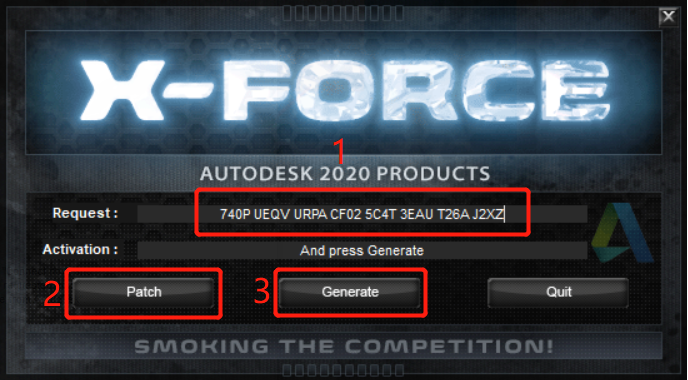 X-FORCE
1
AUTODESK 2020 PRODUCTS
Request : 740P UEQV URPA CF02 5C4T 3EAU T26A J2XZ
Activation : And press Generate
2 Patch 3 Generate Quit
SMOKING THE COMPETITION!